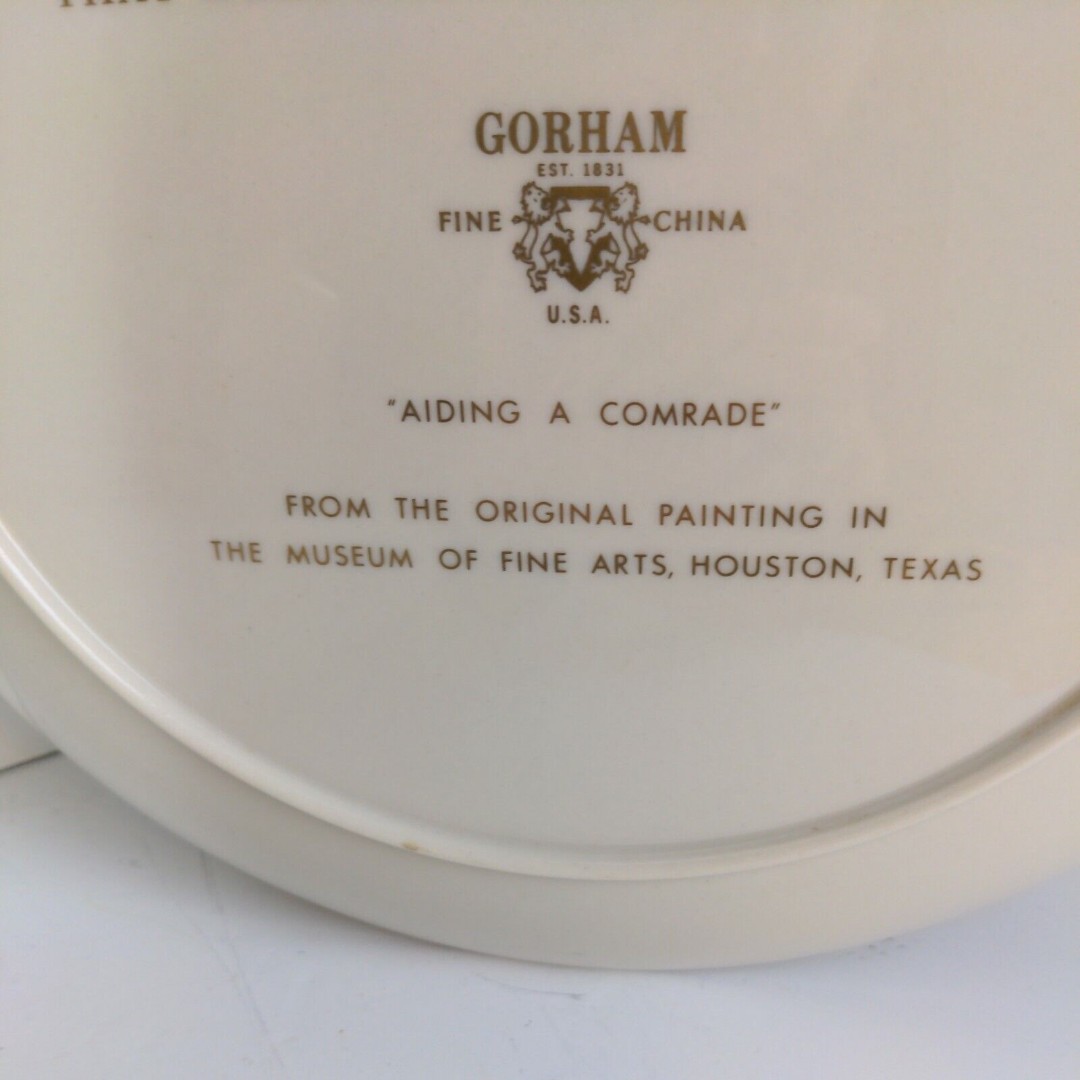 GORHAM
EST. 1831
FINE CHINA
U.S.A.
"AIDING A COMRADE"
FROM THE ORIGINAL PAINTING IN
THE MUSEUM OF FINE ARTS, HOUSTON, TEXAS